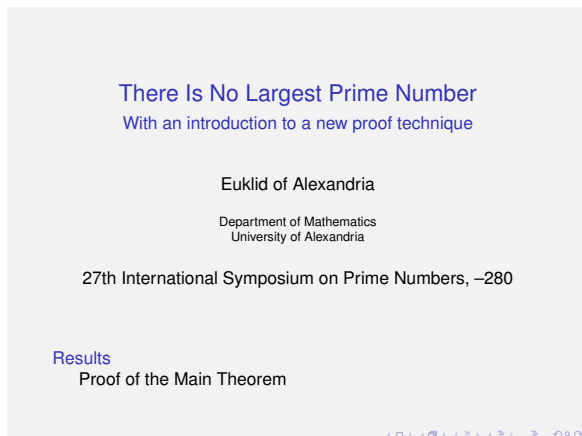 There Is No Largest Prime Number
With an introduction to a new proof technique
Euklid of Alexandria
Department of Mathematics
University of Alexandria
27th International Symposium on Prime Numbers, –280
Results
Proof of the Main Theorem